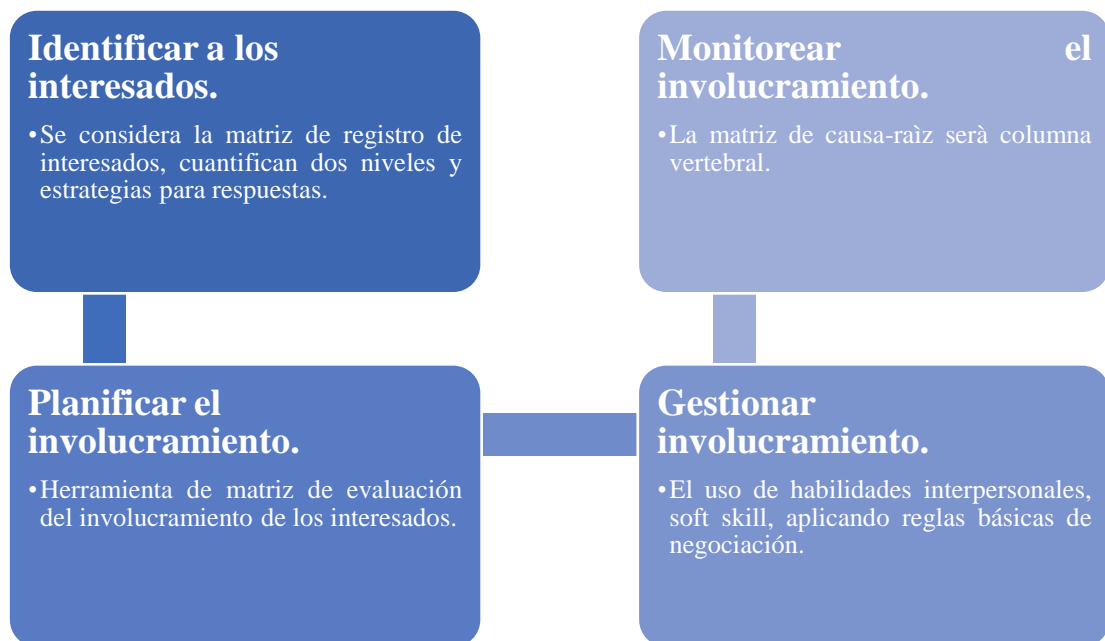 Identificar a los
interesados.
•Se considera la matriz de registro de
interesados, cuantifican dos niveles y
estrategias para respuestas.
Planificar el
involucramiento.
•Herramienta de matriz de evaluación
del involucramiento de los interesados.
Gestionar
involucramiento.
•El uso de habilidades interpersonales,
soft skill, aplicando reglas básicas de
negociación.
Monitorear el
involucramiento.
•La matriz de causa-raìz serà columna
vertebral.